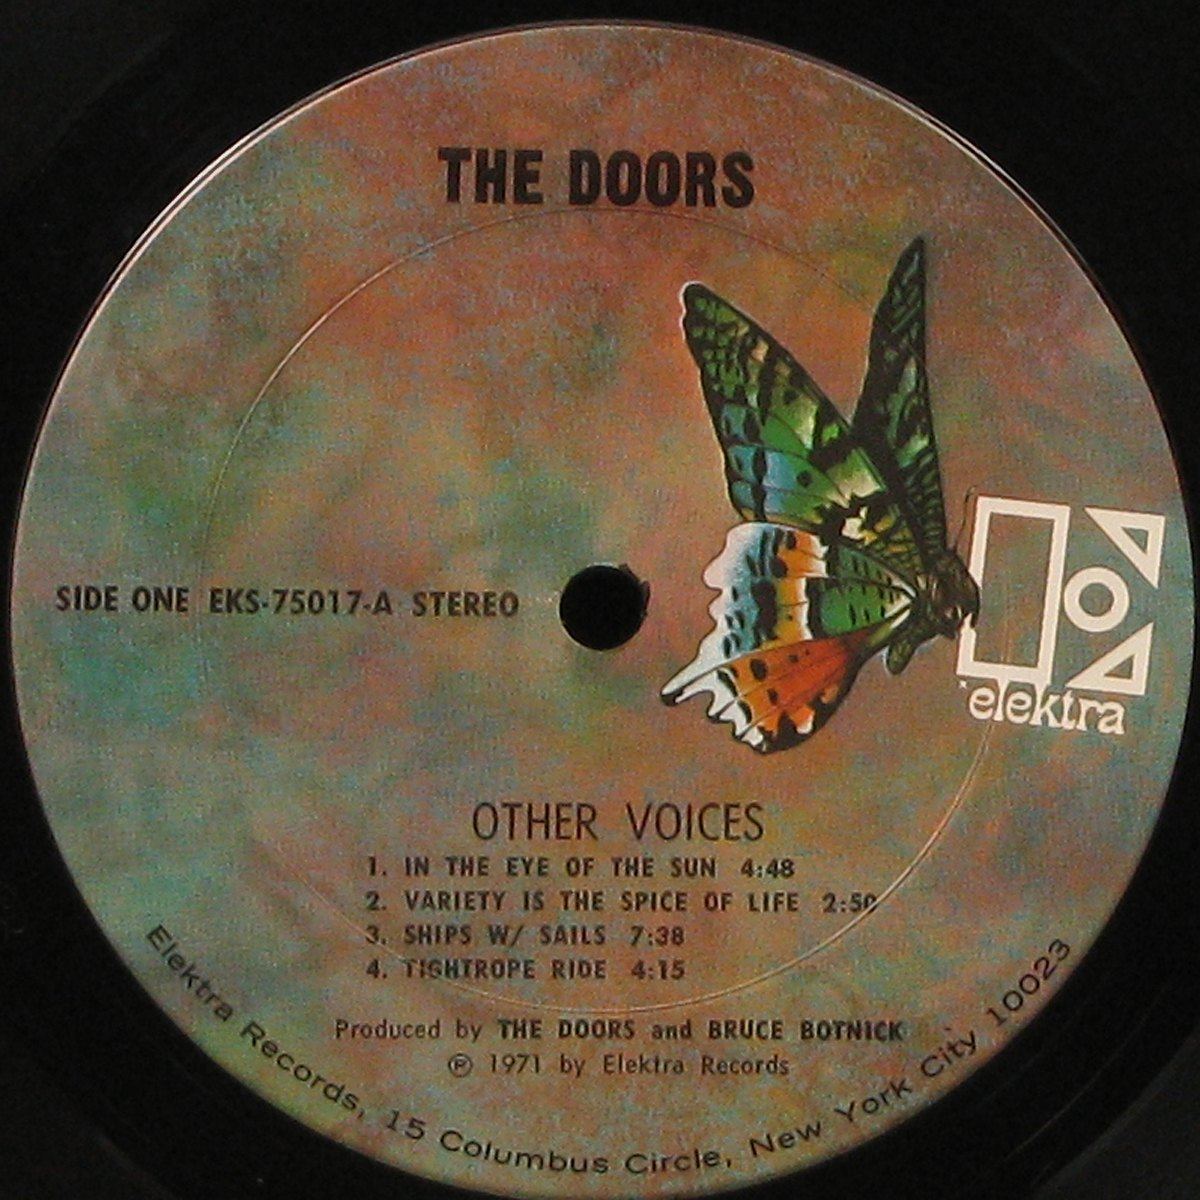 THE DOORS
SIDE ONE EKS-75017-A STEREO
elektra
OTHER VOICES
1. IN THE EYE OF THE SUN 4:48
2. VARIETY IS THE SPICE OF LIFE 2:50
3. SHIPS W/ SAILS 7:38
4. TIGHTROPE RIDE 4:15
Produced by THE DOORS and BRUCE BOTNICK
℗ 1971 by Elektra Records
Elektra Records, 15 Columbus Circle, New York City 10023